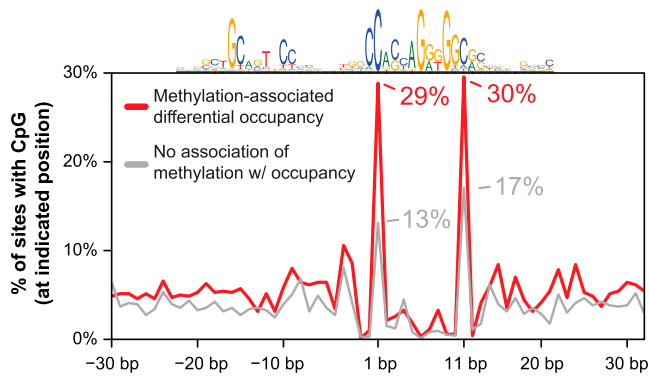 30%
Methylation-associated
differential occupancy
29%
30%
No association of
methylation w/ occupancy
20%
17%
13%
10%
0%
% of sites with CpG
(at indicated position)
−30 bp
−20 bp
−10 bp
1 bp
11 bp
20 bp
30 bp